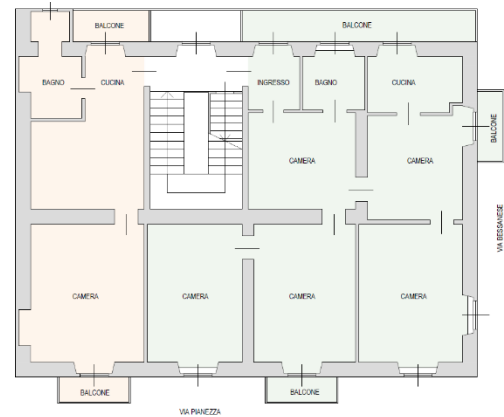 BALCONE
BALCONE
BAGNO
CUCINA
INGRESSO
BAGNO
CUCINA
BALCONE
CAMERA
CAMERA
VIA BESSANESE
CAMERA
CAMERA
CAMERA
CAMERA
BALCONE
BALCONE
VIA PIANEZZA